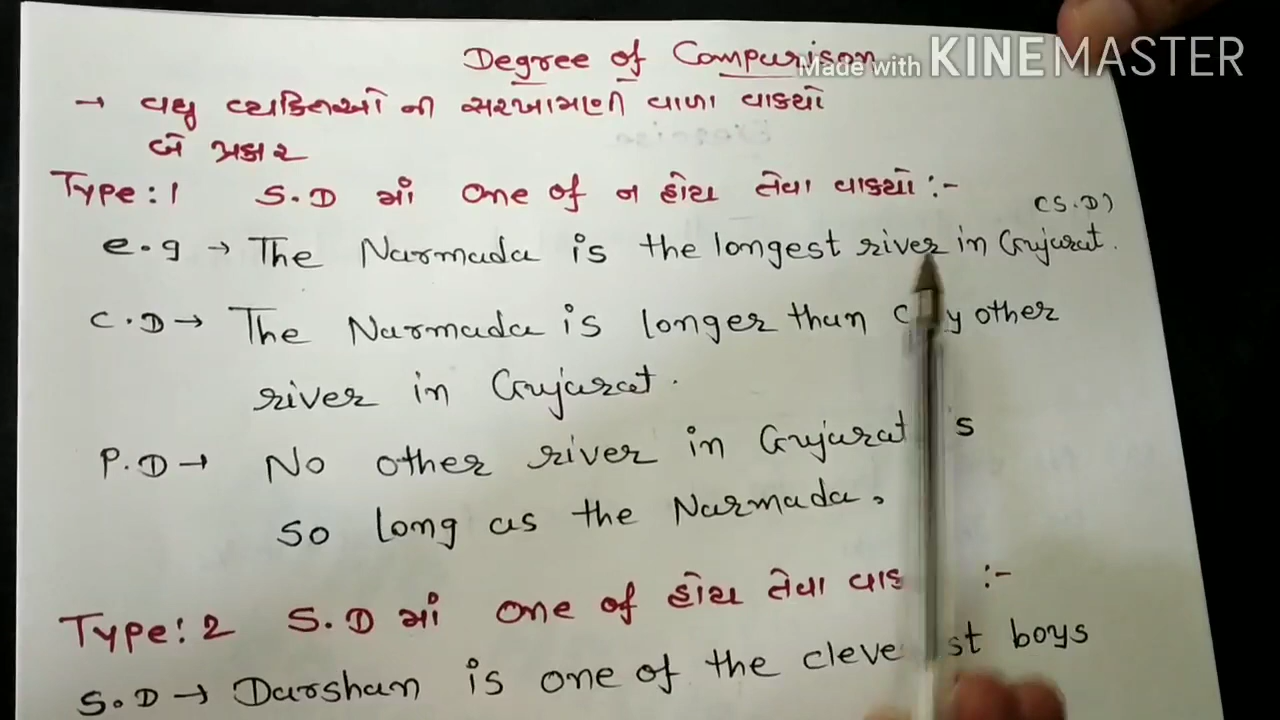 Degree of Comparison
Made with KINEMASTER
→ વધુ વ્યક્તિઓ ની સરખામણી વાળા વાક્યો
બે પ્રકાર
Type:1 S.D માં one of ન હોય તેવા વાક્યો :-
(S.D)
e.g → The Narmada is the longest river in Gujarat.
C.D → The Narmada is longer than other
river in Gujarat.
P.D → No other river in Gujarat
so long as the Narmada.
Type:2 S.D માં one of હોય તેવા :-
S.D → Darshan is one of the boys